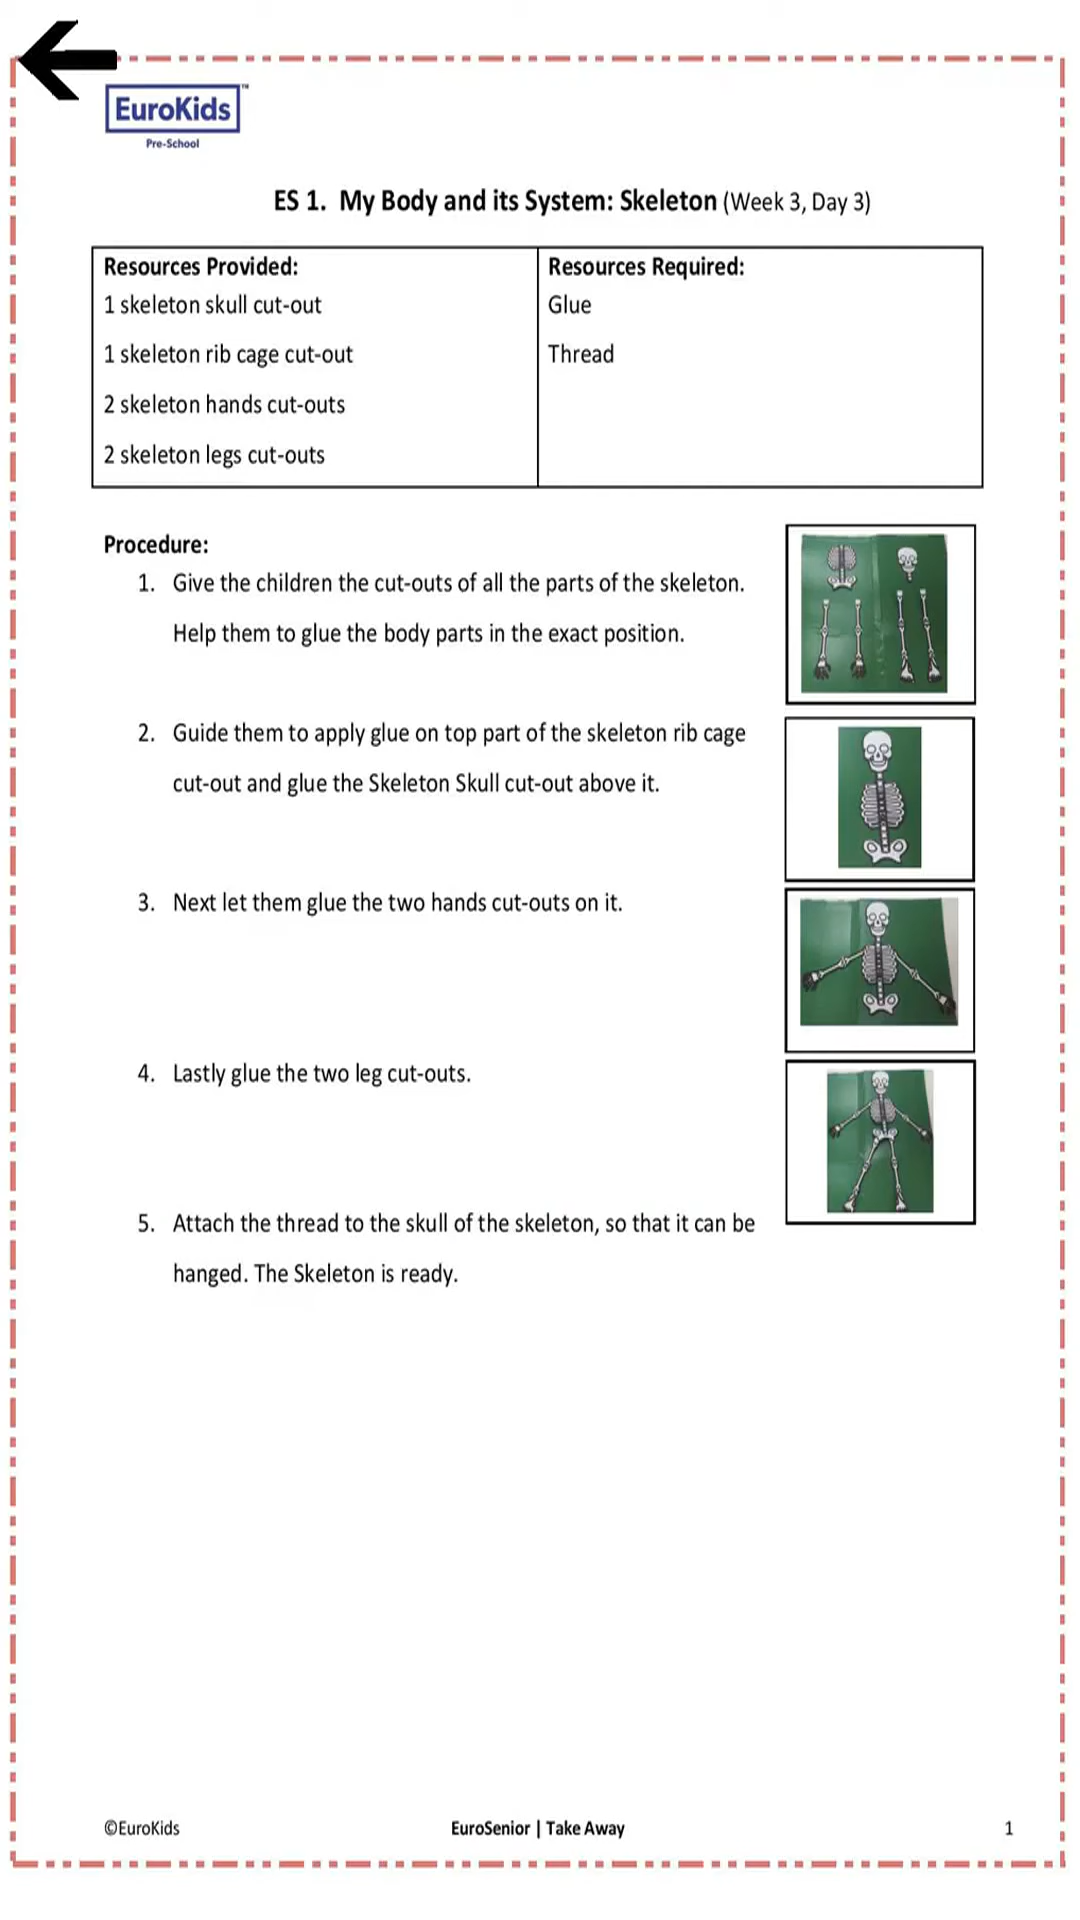 EuroKids™
Pre-School
ES 1. My Body and its System: Skeleton (Week 3, Day 3)
Resources Provided:
1 skeleton skull cut-out
1 skeleton rib cage cut-out
2 skeleton hands cut-outs
2 skeleton legs cut-outs
Resources Required:
Glue
Thread
Procedure:
1. Give the children the cut-outs of all the parts of the skeleton.
Help them to glue the body parts in the exact position.
2. Guide them to apply glue on top part of the skeleton rib cage
cut-out and glue the Skeleton Skull cut-out above it.
3. Next let them glue the two hands cut-outs on it.
4. Lastly glue the two leg cut-outs.
5. Attach the thread to the skull of the skeleton, so that it can be
hanged. The Skeleton is ready.
©EuroKids
EuroSenior | Take Away
1